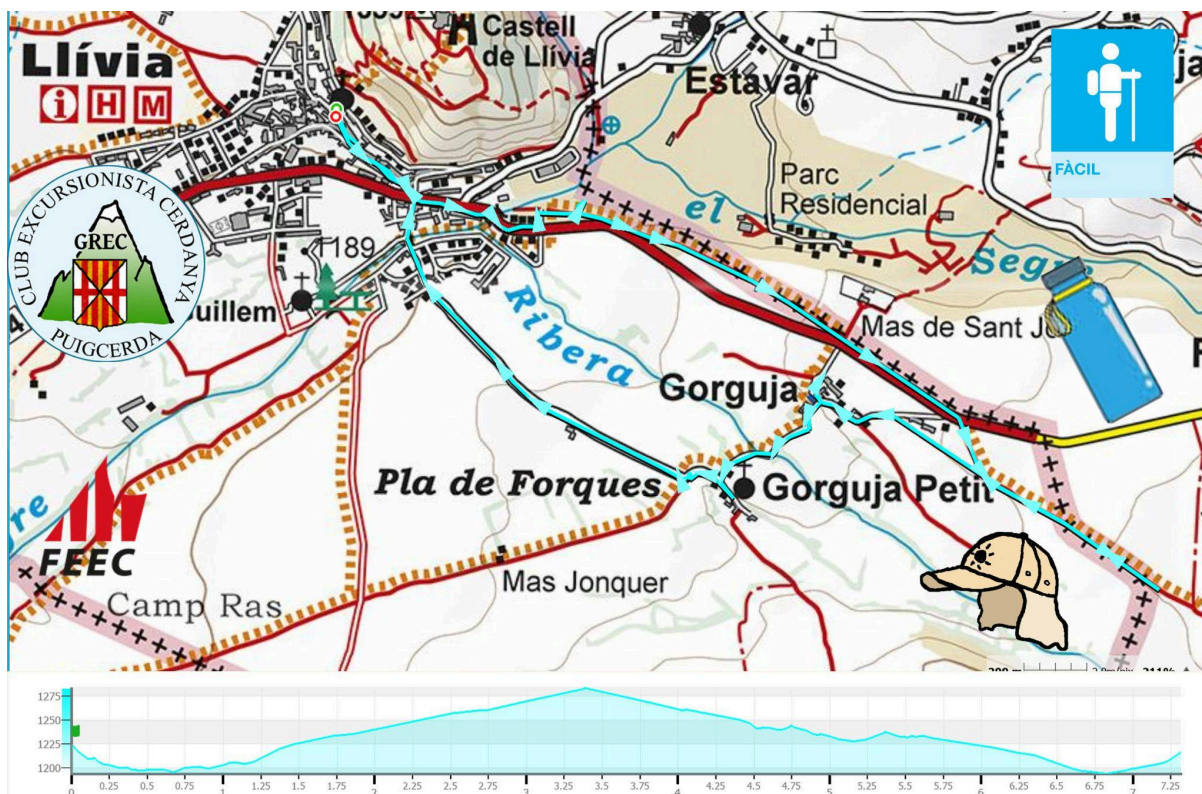 Llívia
i H M
Castell
de Llívia
Estavar
FÀCIL
Parc
Residencial
el
Segre
CLUB EXCURSIONISTA CERDANYA
GREC
PUIGCERDA
189
uillem
Ribera
Mas de Sant J
Gorguja
Pla de Forques
Gorguja Petit
re
FEEC
Mas Jonquer
Camp Ras
1275
1250
1225
1200
0 0.25 0.5 0.75 1 1.25 1.5 1.75 2 2.25 2.5 2.75 3 3.25 3.5 3.75 4 4.25 4.5 4.75 5 5.25 5.5 5.75 6 6.25 6.5 6.75 7 7.25